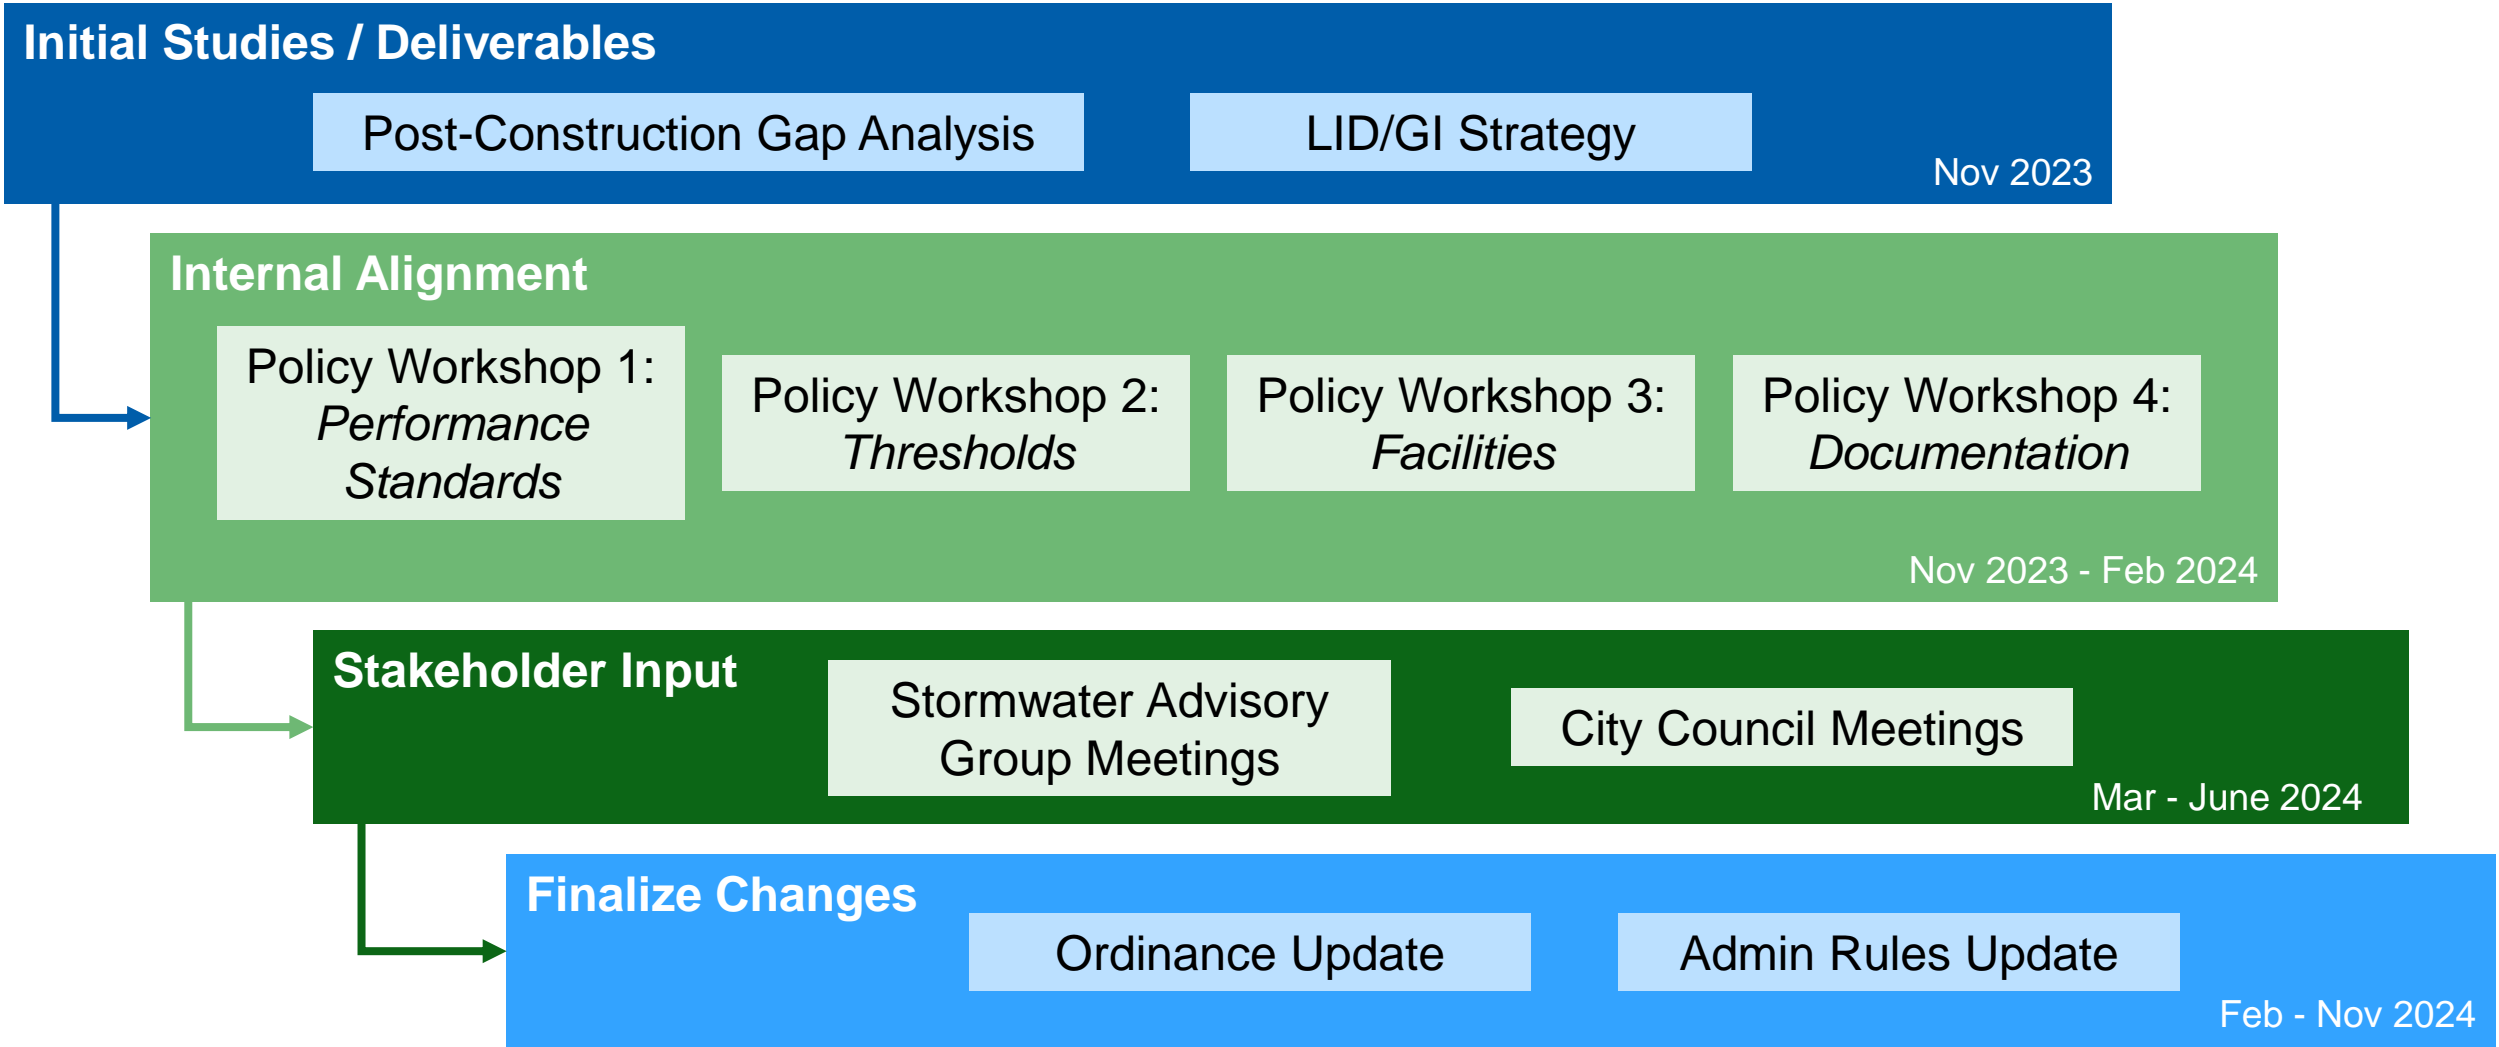 Initial Studies / Deliverables
Post-Construction Gap Analysis
LID/GI Strategy
Nov 2023
Internal Alignment
Policy Workshop 1:
Performance
Standards
Policy Workshop 2:
Thresholds
Policy Workshop 3:
Facilities
Policy Workshop 4:
Documentation
Nov 2023 - Feb 2024
Stakeholder Input
Stormwater Advisory
Group Meetings
City Council Meetings
Mar - June 2024
Finalize Changes
Ordinance Update
Admin Rules Update
Feb - Nov 2024